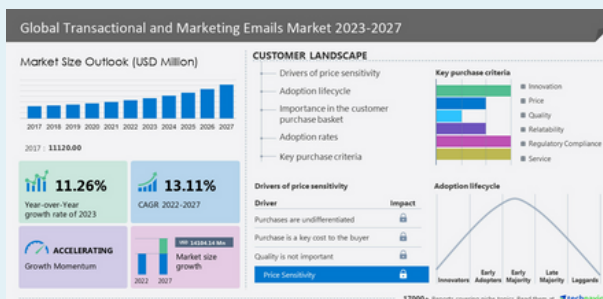 Global Transactional and Marketing Emails Market 2023-2027
Market Size Outlook (USD Million)
2017 2018 2019 2020 2021 2022 2023 2024 2025 2026 2027
2017 : 11120.00
11.26%
Year-over-Year
growth rate of 2023
13.11%
CAGR 2022-2027
ACCELERATING
Growth Momentum
USD 14104.14 Mn
Market size
growth
2022 2027
CUSTOMER LANDSCAPE
Drivers of price sensitivity
Adoption lifecycle
Importance in the customer
purchase basket
Adoption rates
Key purchase criteria
Key purchase criteria
Innovation
Price
Quality
Relatability
Regulatory Compliance
Service
Drivers of price sensitivity
Driver Impact
Purchases are undifferentiated
Purchase is a key cost to the buyer
Quality is not important
Price Sensitivity
Adoption lifecycle
Innovators
Early
Adopters
Early
Majority
Late
Majority
Laggards